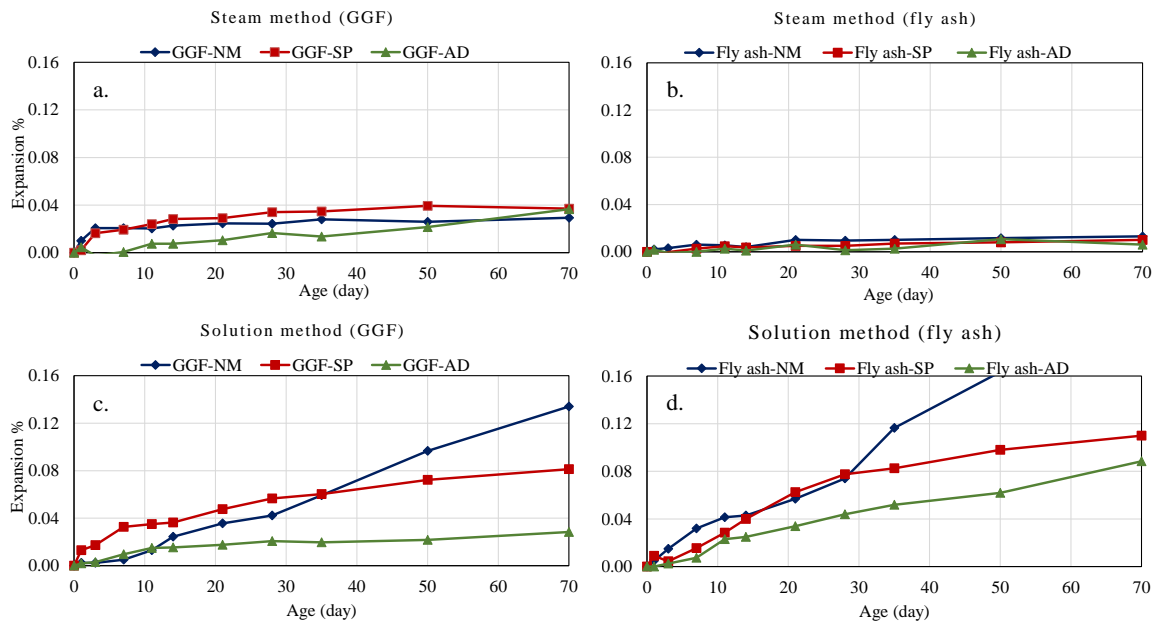 Steam method (GGF)
GGF-NM GGF-SP GGF-AD
a.
Expansion %
0.16
0.12
0.08
0.04
0.00
0 10 20 30 40 50 60 70
Age (day)
Steam method (fly ash)
Fly ash-NM Fly ash-SP Fly ash-AD
b.
0.16
0.12
0.08
0.04
0.00
0 10 20 30 40 50 60 70
Age (day)
Solution method (GGF)
GGF-NM GGF-SP GGF-AD
c.
Expansion %
0.16
0.12
0.08
0.04
0.00
0 10 20 30 40 50 60 70
Age (day)
Solution method (fly ash)
Fly ash-NM Fly ash-SP Fly ash-AD
d.
0.16
0.12
0.08
0.04
0.00
0 10 20 30 40 50 60 70
Age (day)